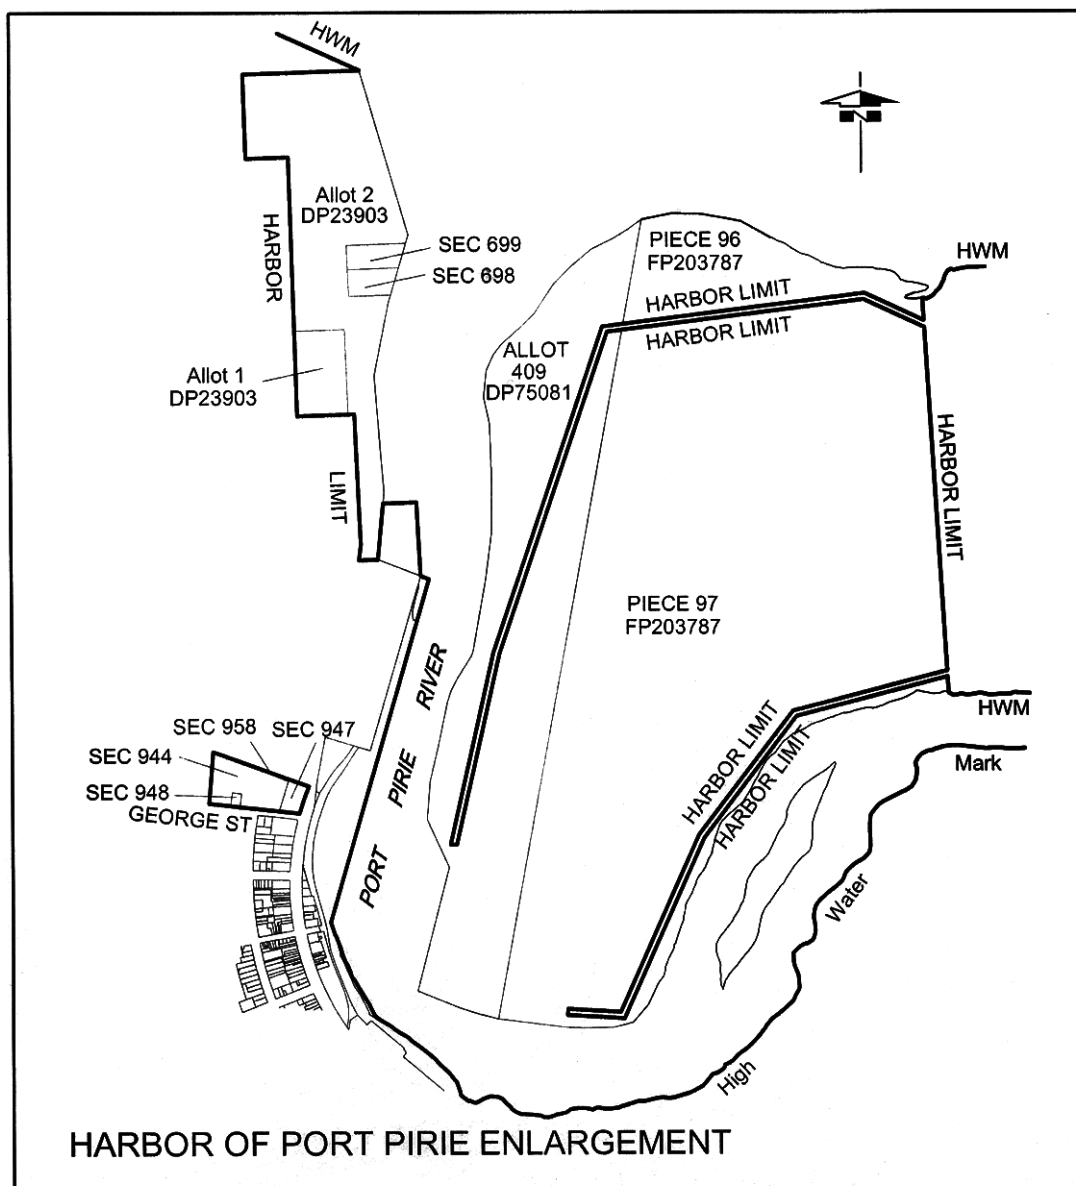 HWM
N
Allot 2
DP23903
HARBOR
SEC 699
SEC 698
PIECE 96
FP203787
HWM
HARBOR LIMIT
HARBOR LIMIT
ALLOT
409
DP75081
Allot 1
DP23903
HARBOR LIMIT
LIMIT
PIECE 97
FP203787
PORT PIRIE RIVER
SEC 958
SEC 947
SEC 944
SEC 948
GEORGE ST
HARBOR LIMIT
HARBOR LIMIT
HWM
Mark
Water
High
HARBOR OF PORT PIRIE ENLARGEMENT